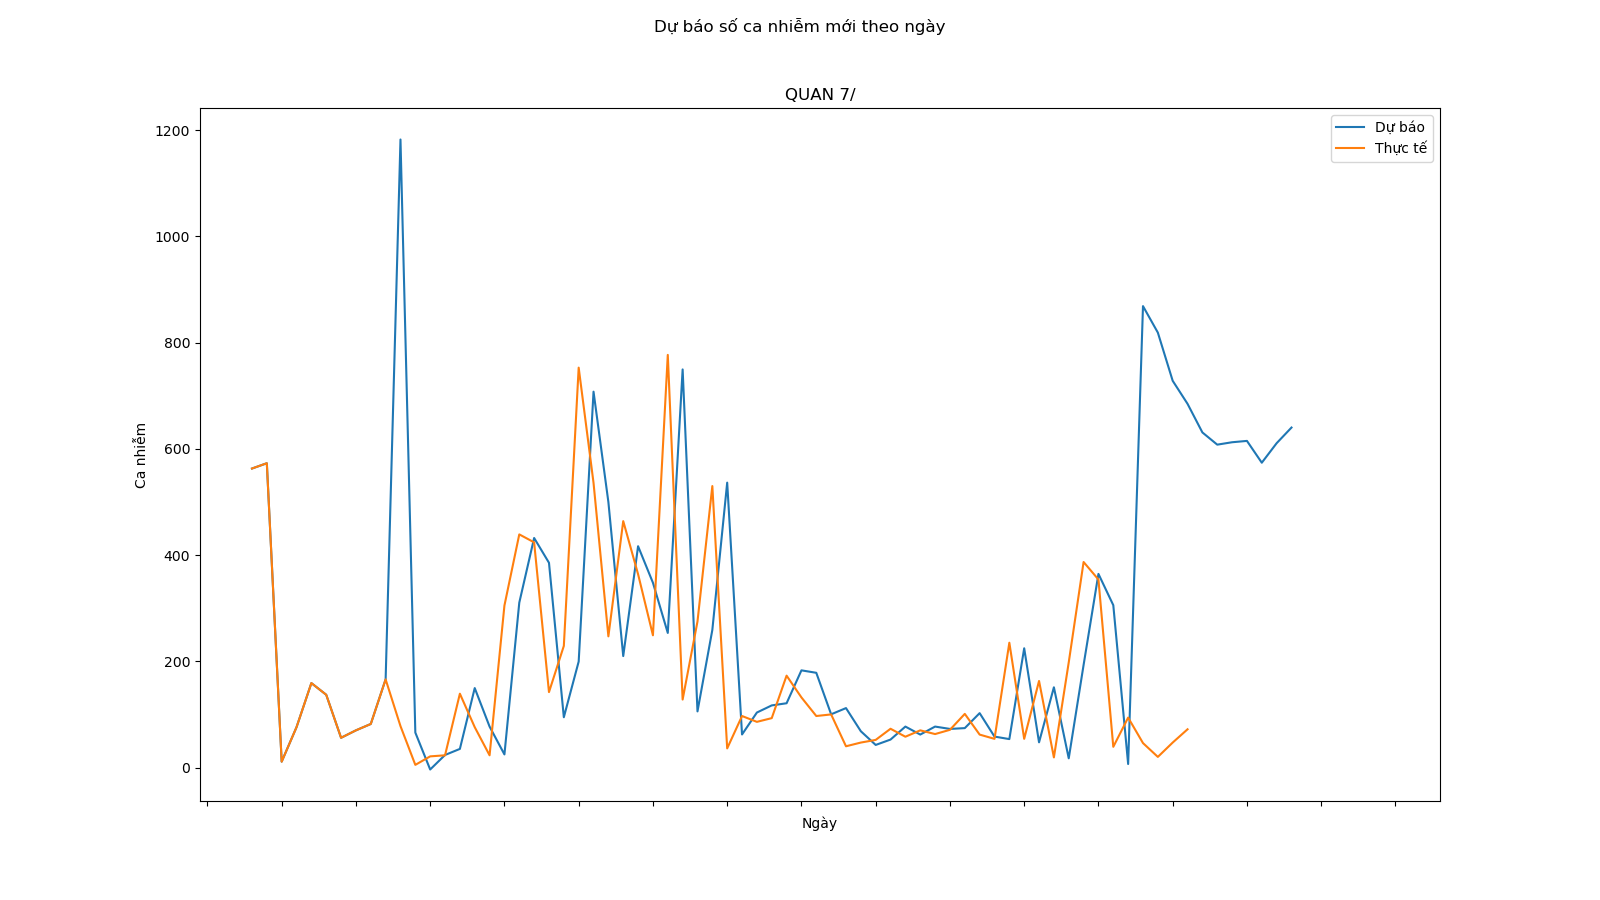 Dự báo số ca nhiễm mới theo ngày
QUAN 7/
Dự báo
Thực tế
1200
1000
800
600
400
200
0
Ca nhiễm
Ngày